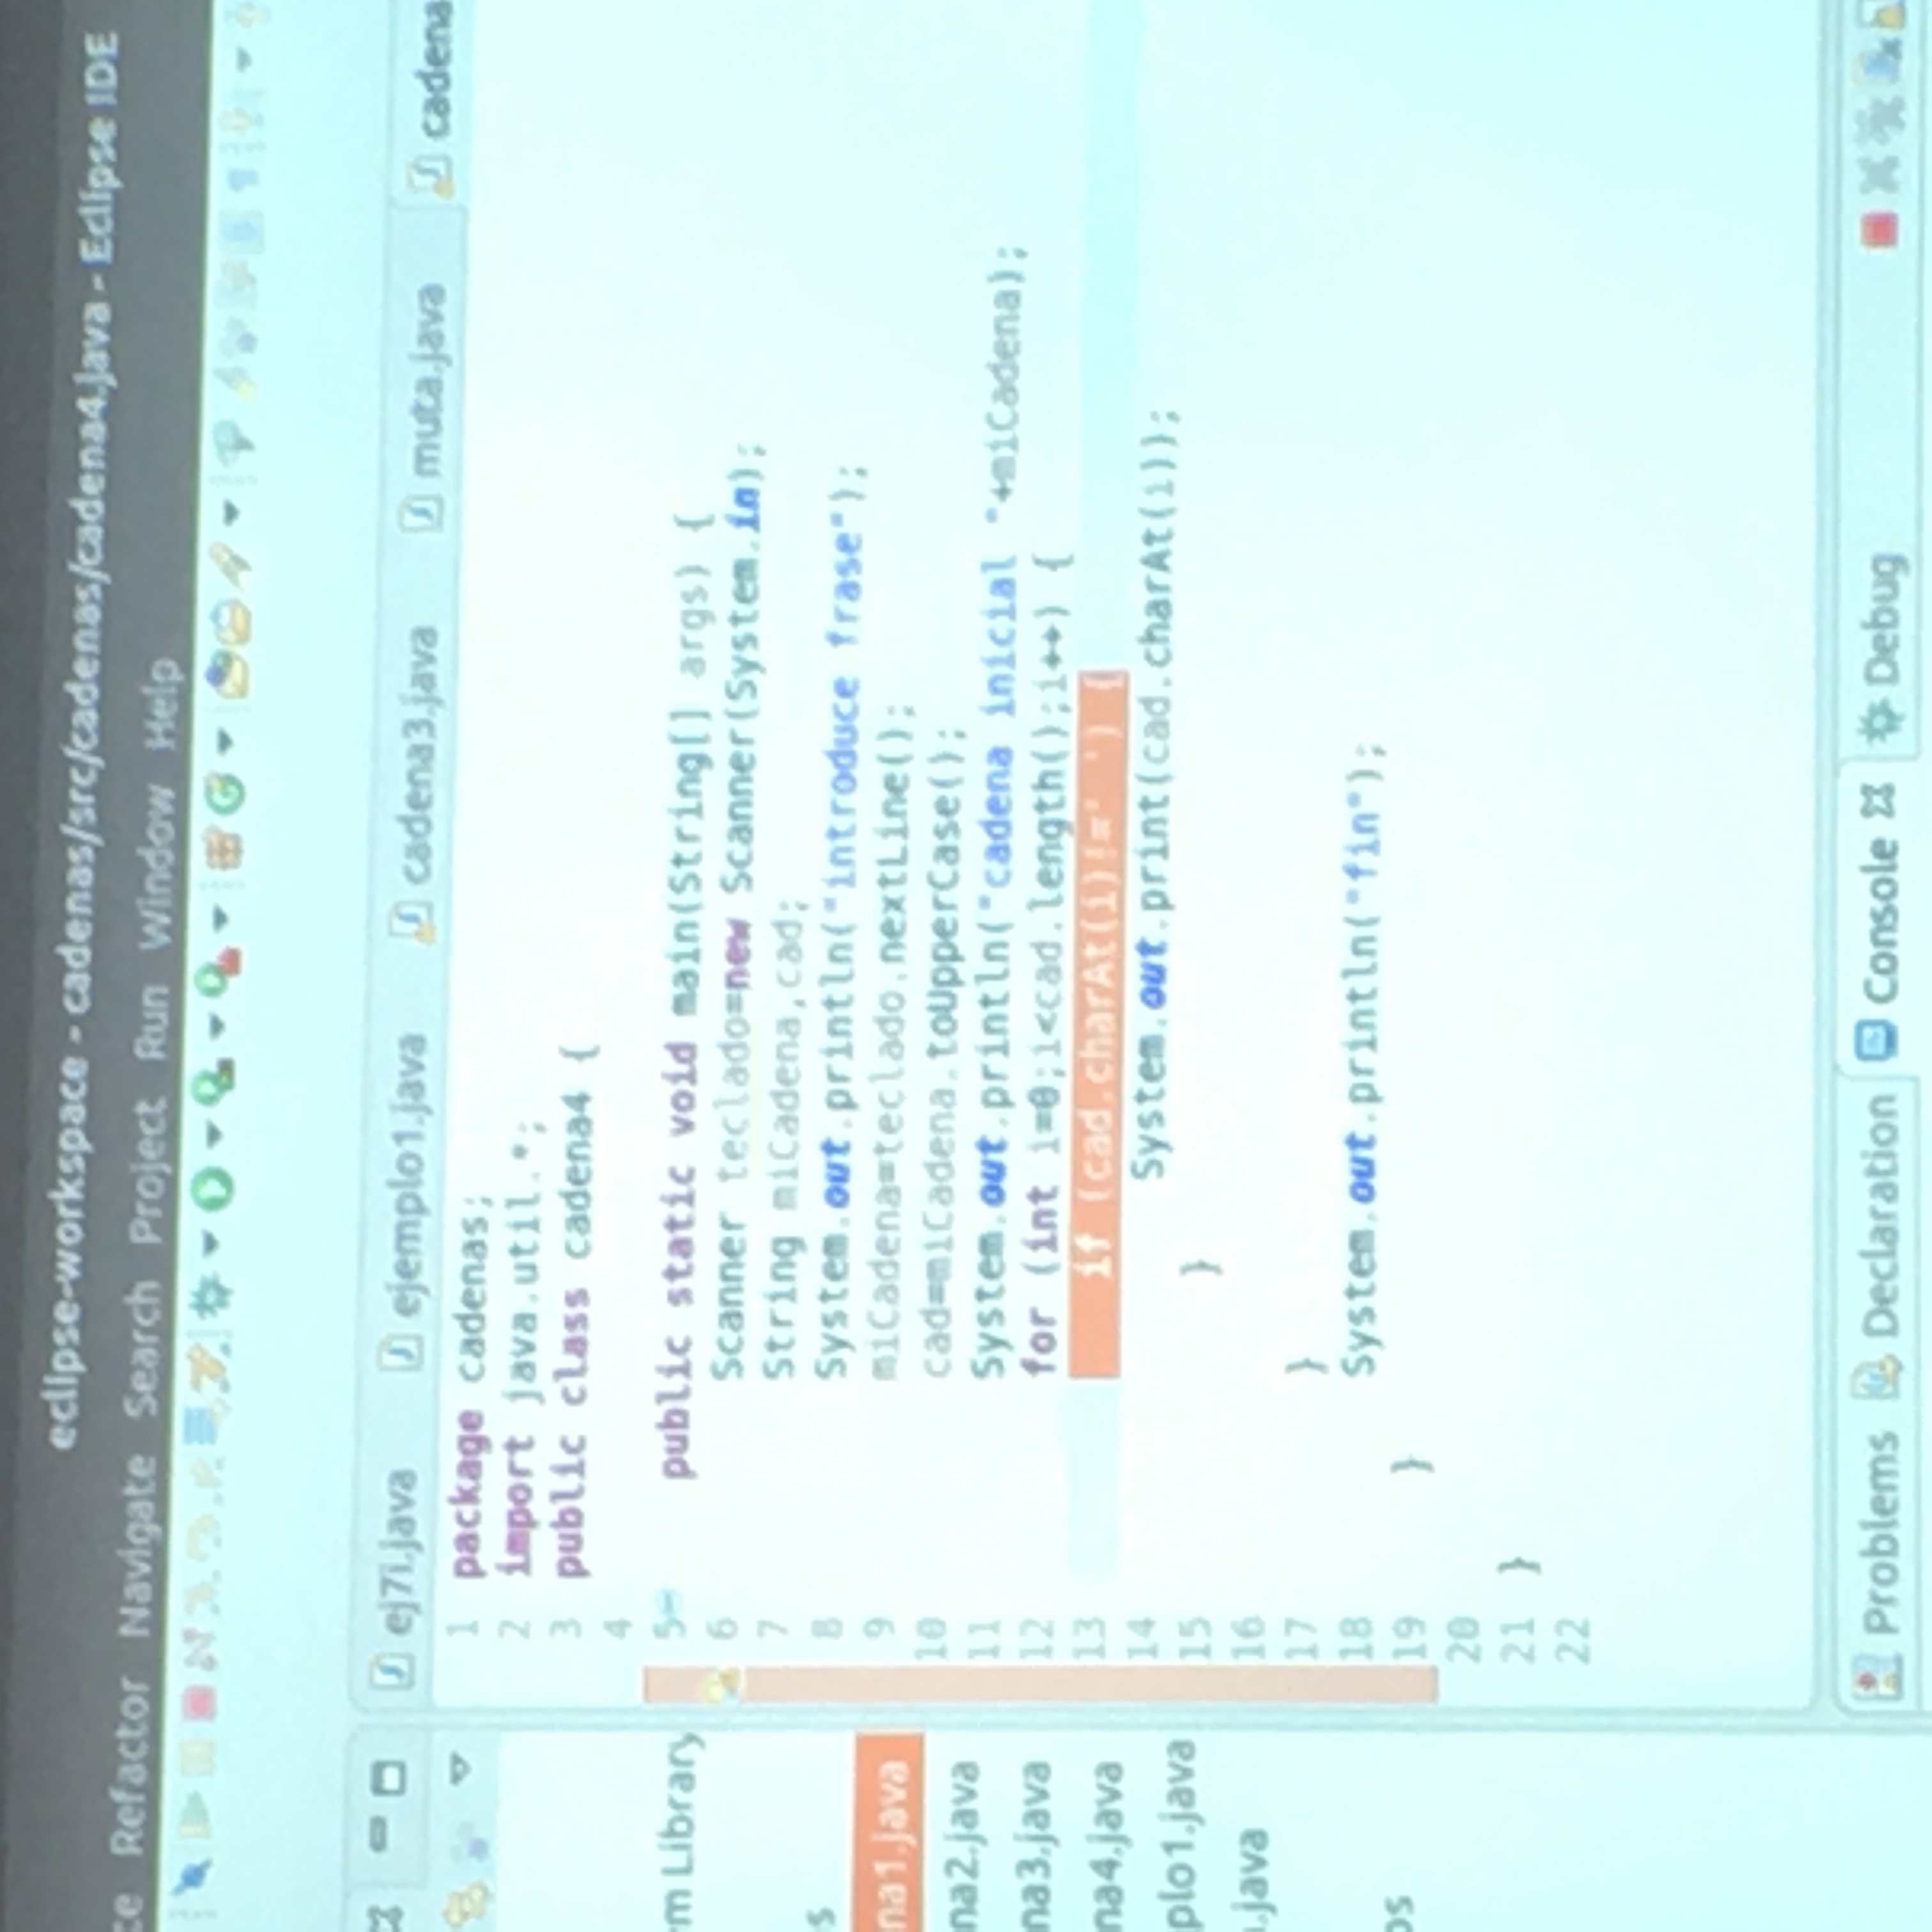 eclipse-workspace - cadenas/src/cadenas/cadena4.java - Eclipse IDE
ce Refactor Navigate Search Project Run Window Help
ej7i.java ejemplo1.java cadena3.java muta.java cadena
1 package cadenas;
2 import java.util.*;
3 public class cadena4 {
4
5 public static void main(String[] args) {
6 Scanner teclado=new Scanner(System.in);
7 String miCadena,cad;
8 System.out.println("introduce frase");
9 miCadena=teclado.nextLine();
10 cad=miCadena.toUpperCase();
11 System.out.println("cadena inicial "+miCadena);
12 for (int i=0;i<cad.length();i++) {
13 if (cad.charAt(i)!=' ') {
14 System.out.print(cad.charAt(i));
15 }
16
17 }
18 System.out.println("fin");
19 }
20
21 }
22
m Library
s
na1.java
na2.java
na3.java
na4.java
plo1.java
.java
os
Problems Declaration Console Debug